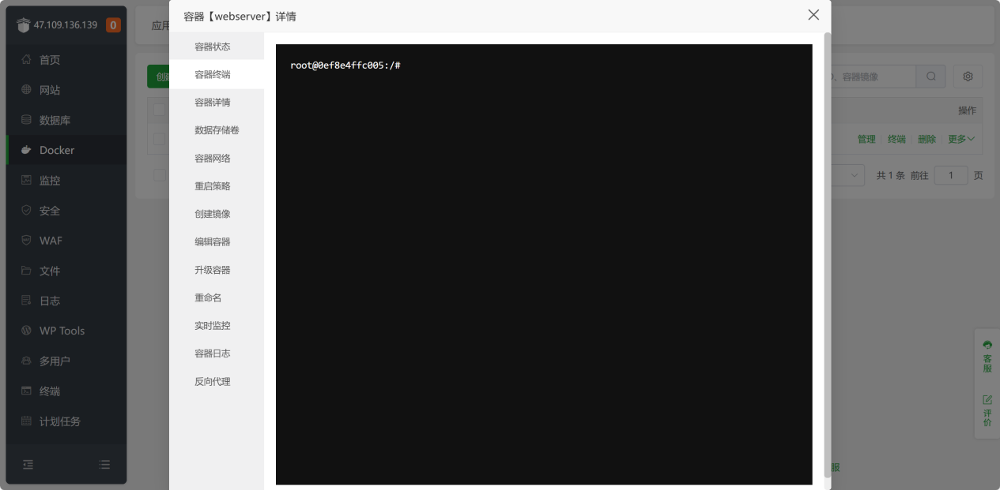 47.109.136.139 0
首页
网站
数据库
Docker
监控
安全
WAF
文件
日志
WP Tools
多用户
终端
计划任务
应用
创建
容器【webserver】详情
容器状态
容器终端
容器详情
数据存储卷
容器网络
重启策略
创建镜像
编辑容器
升级容器
重命名
实时监控
容器日志
反向代理
root@0ef8e4ffc005:/#
、容器镜像
操作
管理 终端 删除 更多
共 1 条 前往 1 页
客服
评价
服